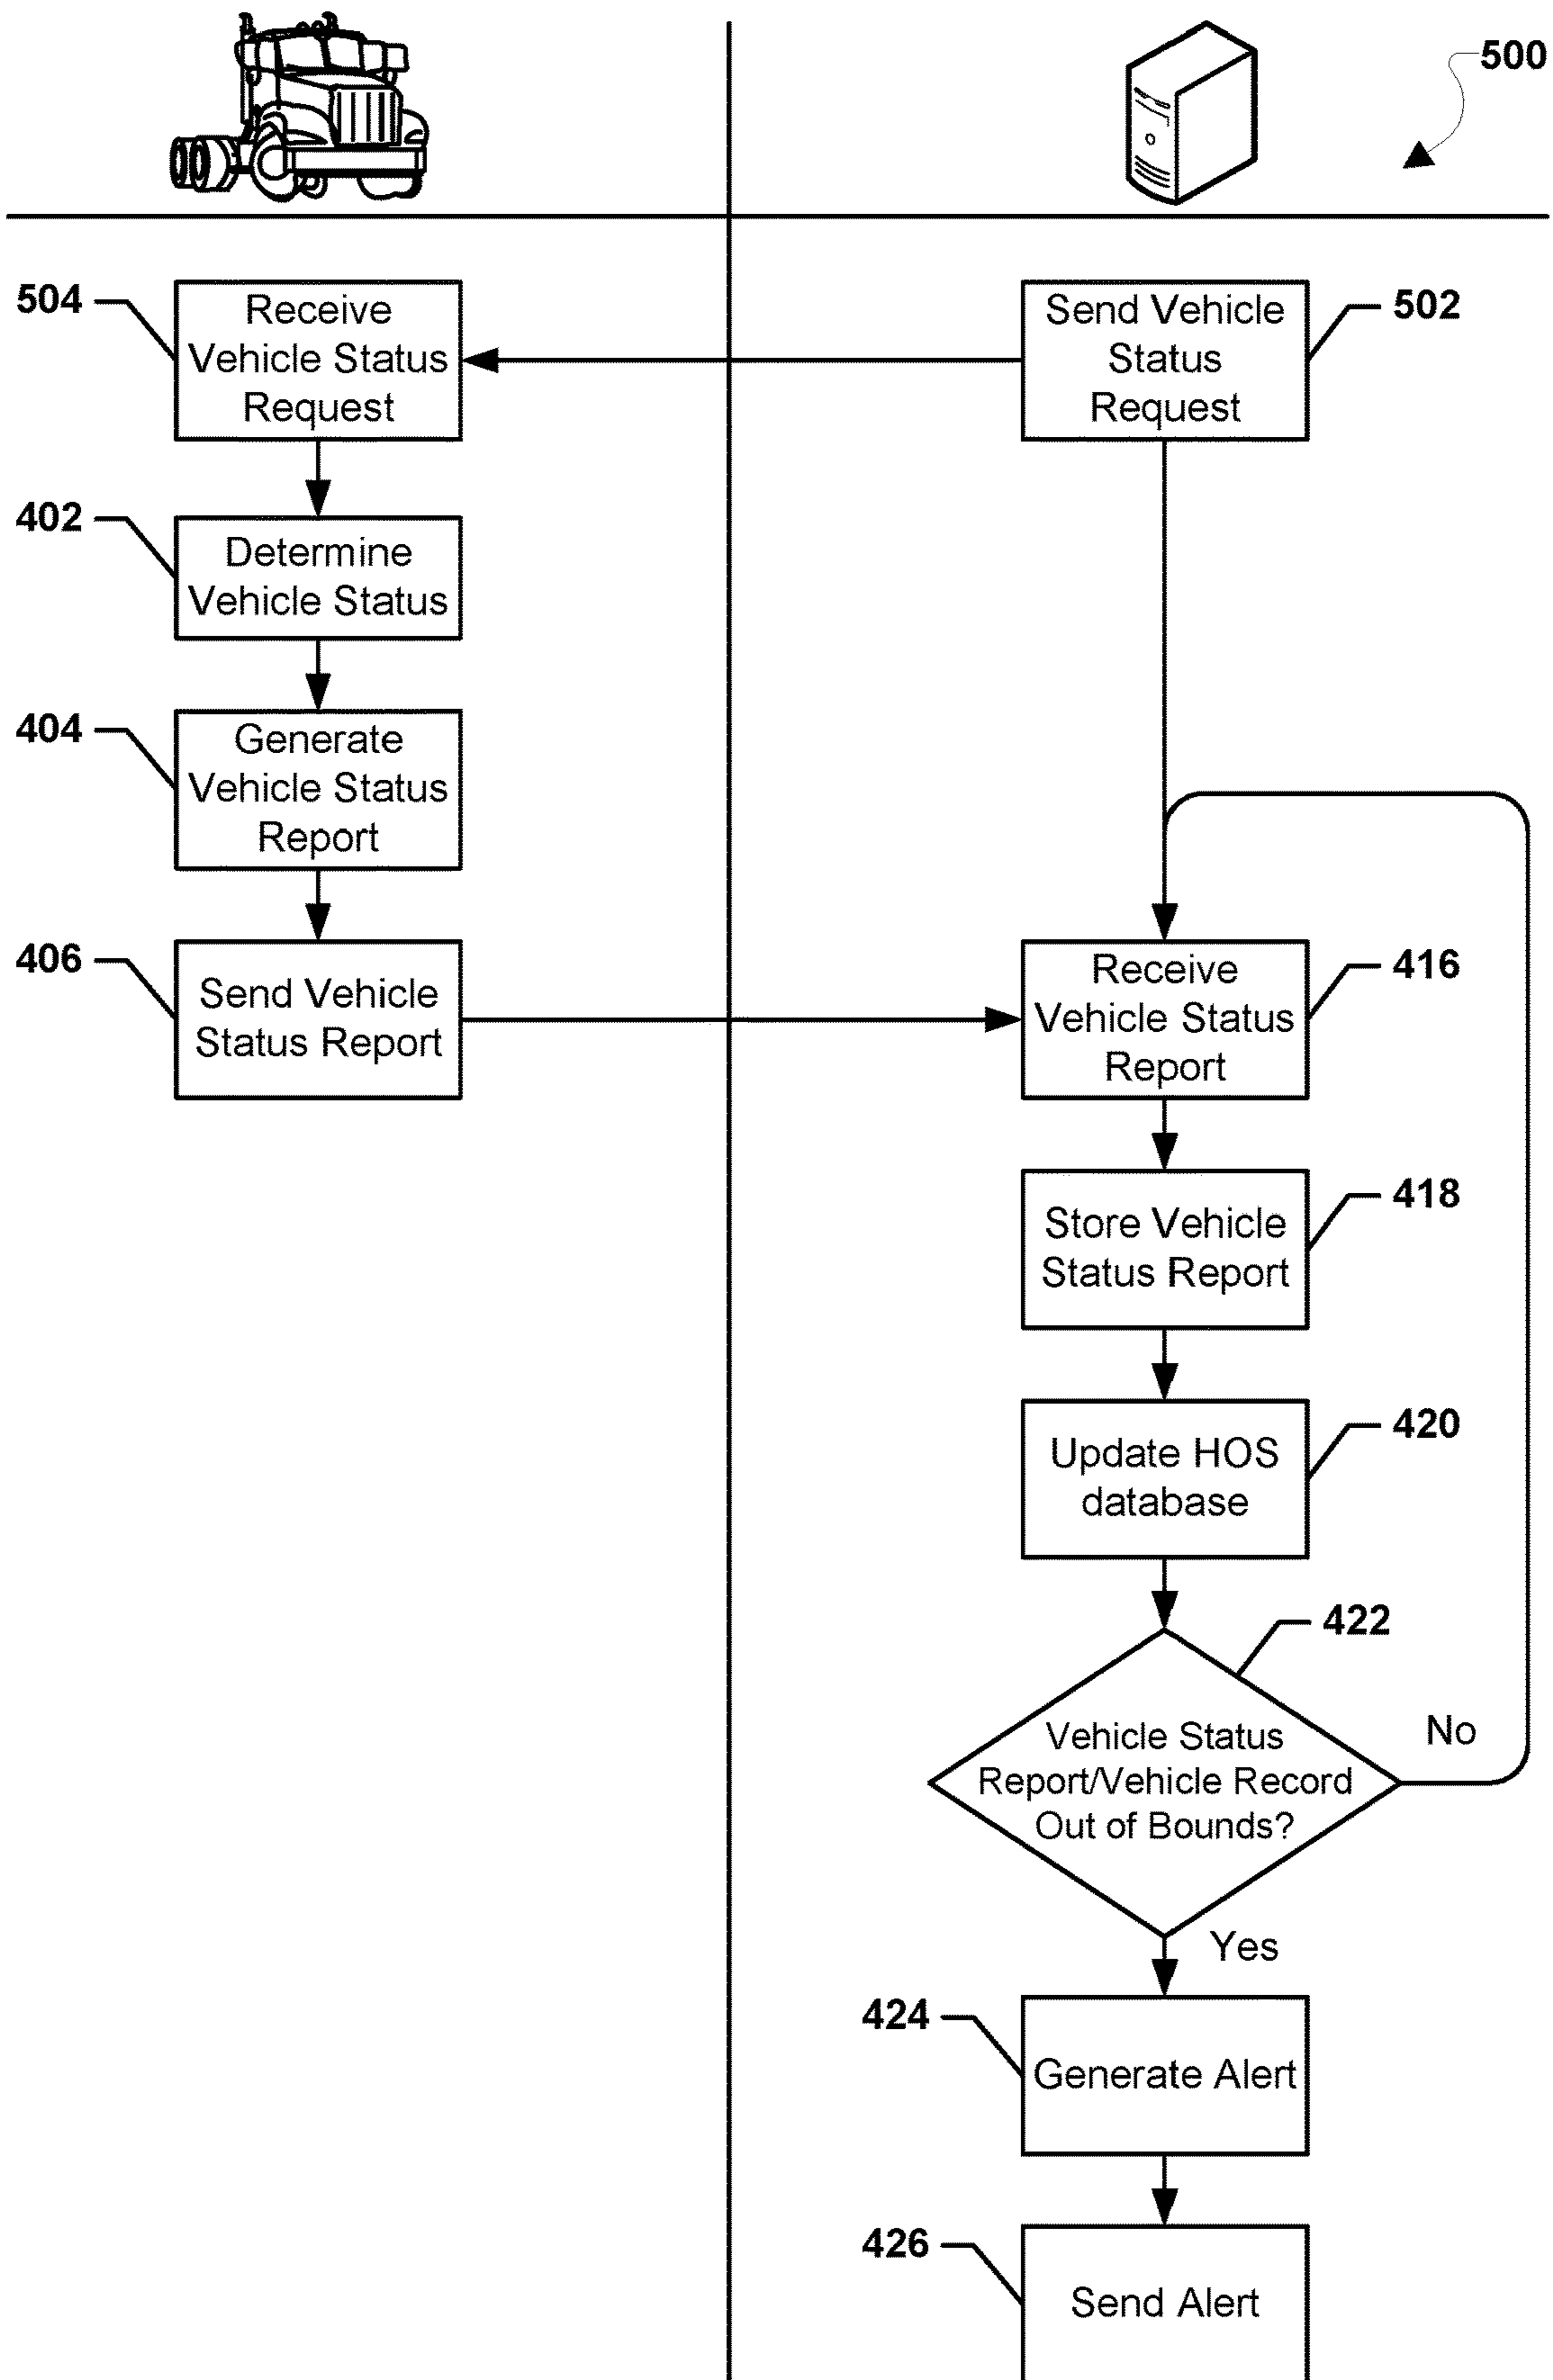 500
504
Receive
Vehicle Status
Request
Send Vehicle
Status
Request
502
402
Determine
Vehicle Status
404
Generate
Vehicle Status
Report
406
Send Vehicle
Status Report
Receive
Vehicle Status
Report
416
Store Vehicle
Status Report
418
Update HOS
database
420
422
Vehicle Status
Report/Vehicle Record
Out of Bounds?
No
Yes
424
Generate Alert
426
Send Alert